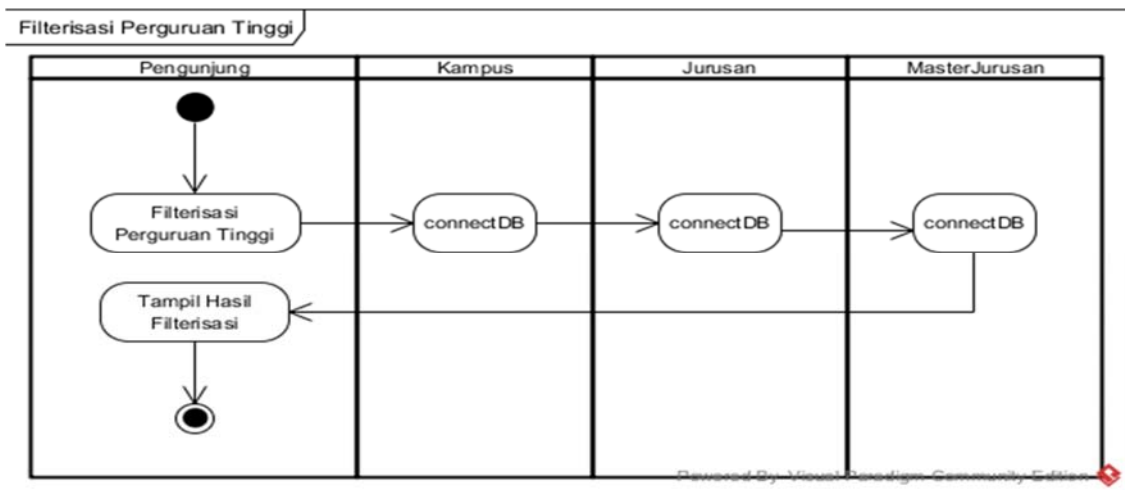 Filterisasi Perguruan Tinggi
Pengunjung
Kampus
Jurusan
MasterJurusan
Filterisasi
Perguruan Tinggi
connectDB
connectDB
connectDB
Tampil Hasil
Filterisasi
Powered By Visual Paradigm Community Edition